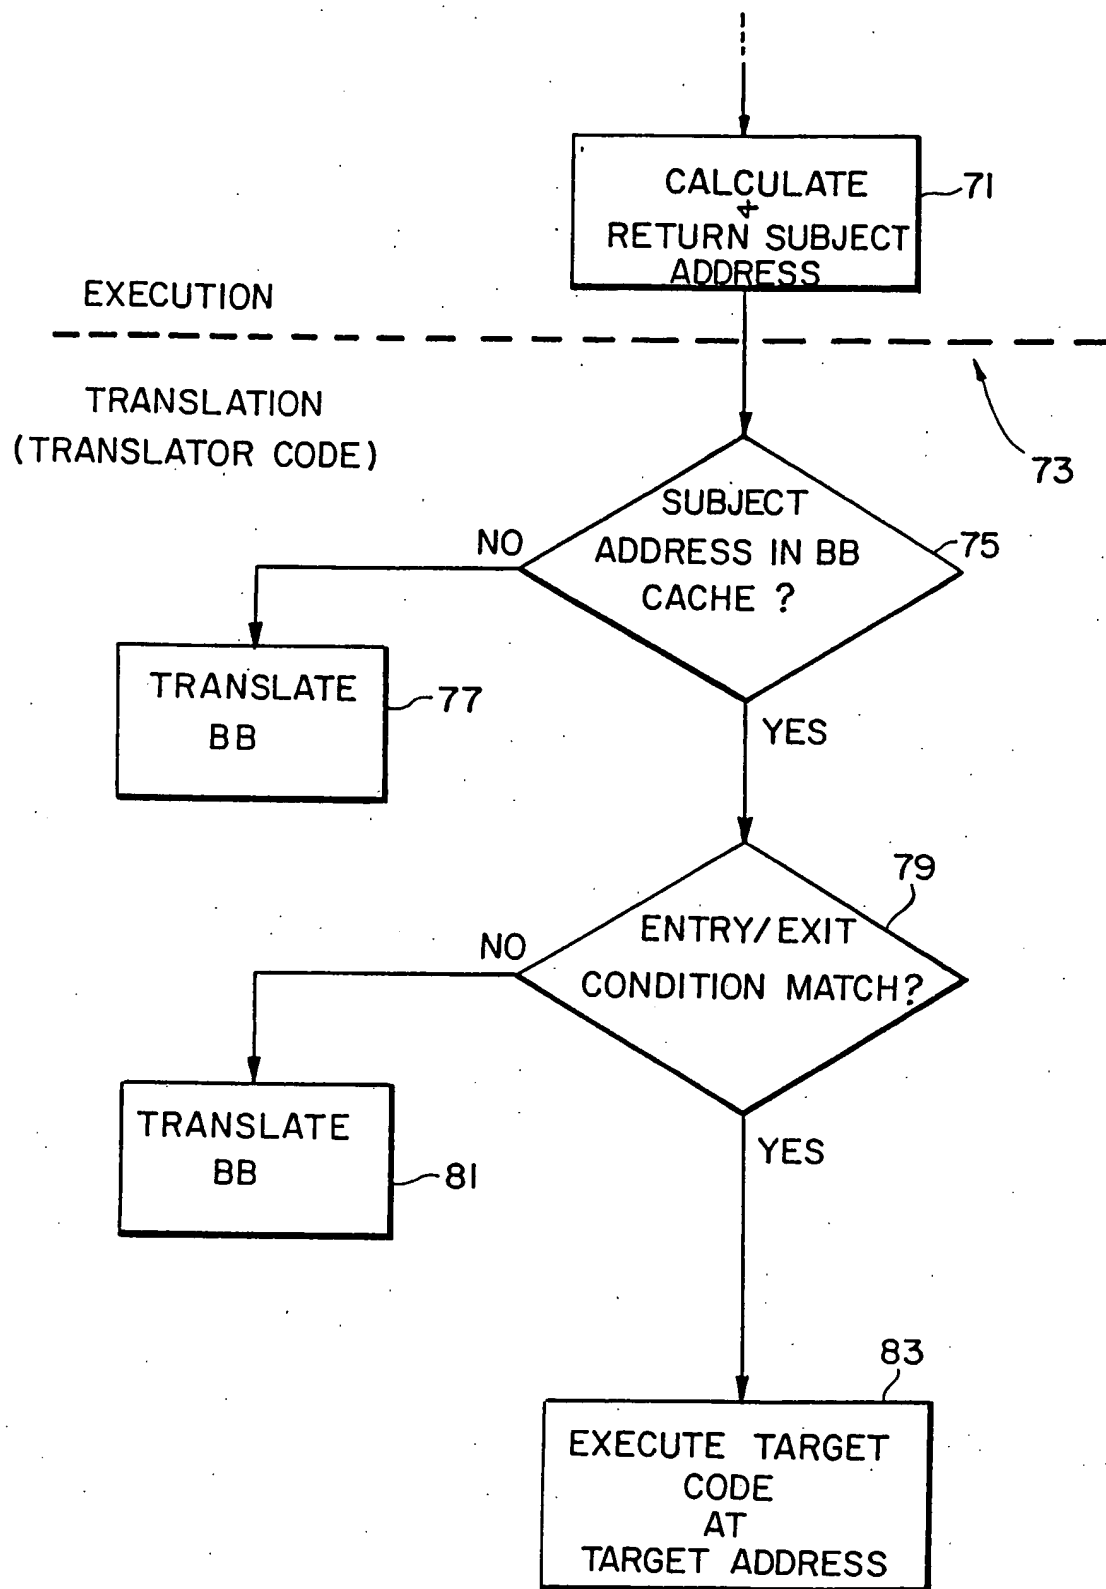 CALCULATE
&
RETURN SUBJECT
ADDRESS
71
EXECUTION
TRANSLATION
(TRANSLATOR CODE)
73
SUBJECT
ADDRESS IN BB
CACHE ?
75
NO
TRANSLATE
BB
77
YES
ENTRY/EXIT
CONDITION MATCH?
79
NO
TRANSLATE
BB
81
YES
83
EXECUTE TARGET
CODE
AT
TARGET ADDRESS